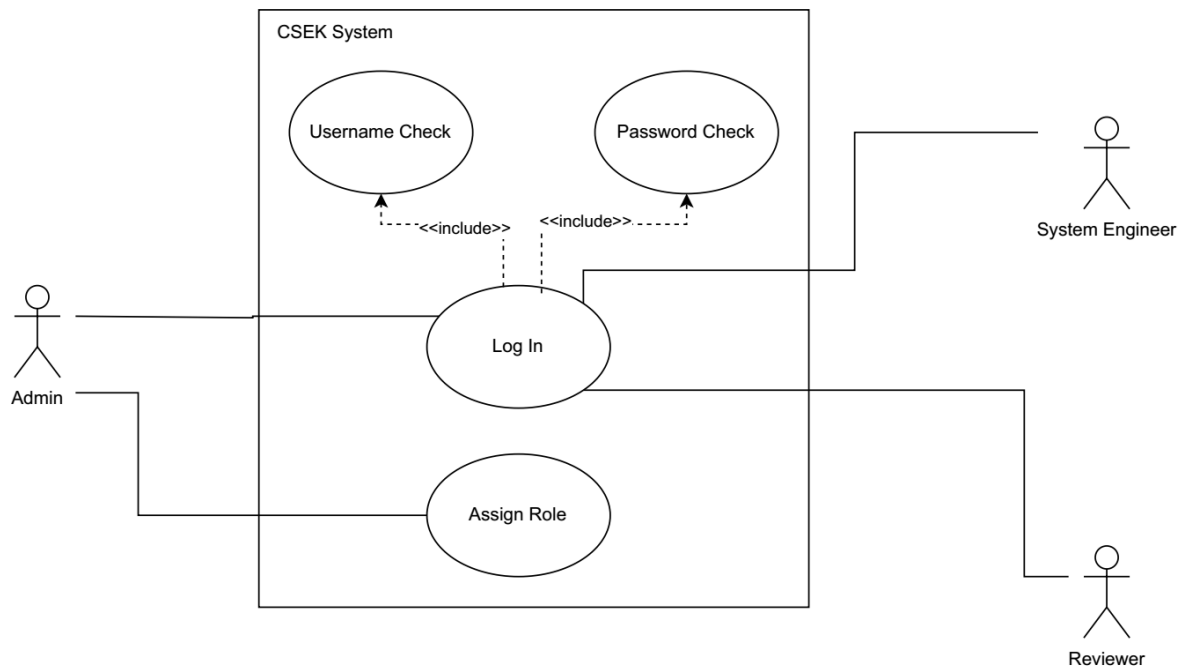 CSEK System
Username Check
Password Check
<<include>>
<<include>>
System Engineer
Log In
Admin
Assign Role
Reviewer